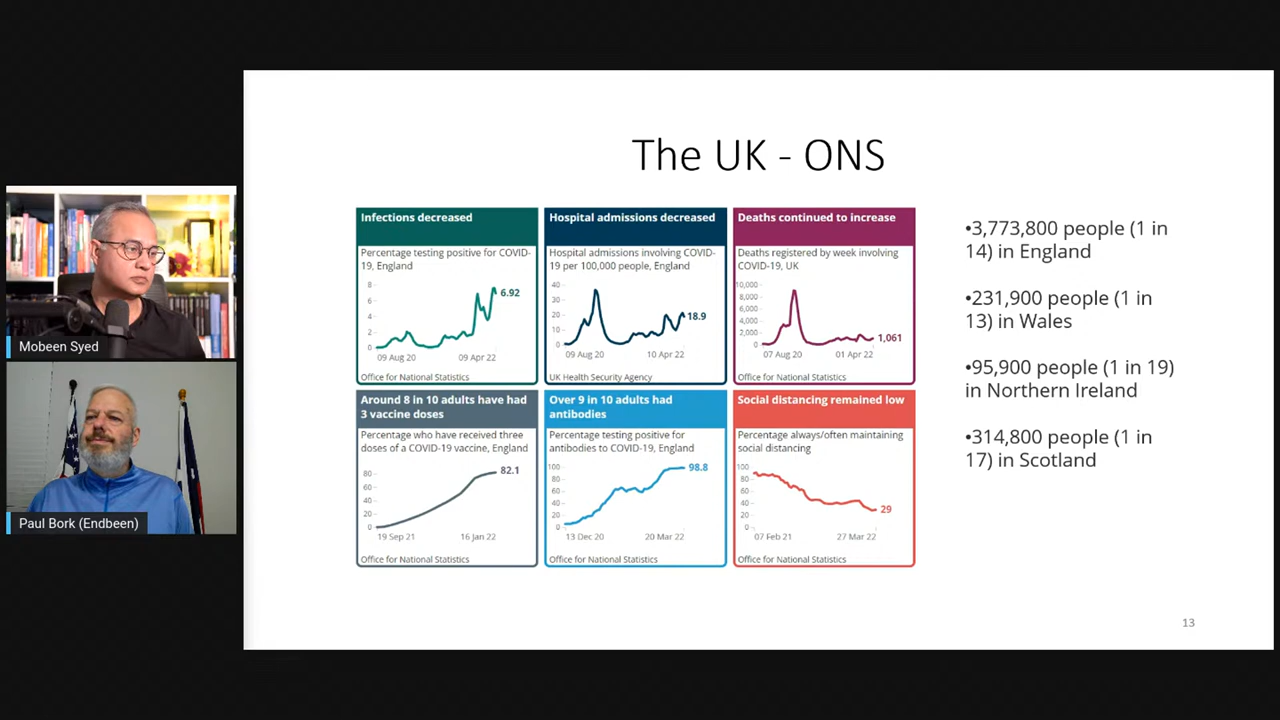 The UK - ONS
Mobeen Syed
Paul Bork (Endbeen)
Infections decreased
Percentage testing positive for COVID-
19, England
8
6
4
2
0
6.92
09 Aug 20
09 Apr 22
Office for National Statistics
Hospital admissions decreased
Hospital admissions involving COVID-
19 per 100,000 people, England
40
30
20
10
0
18.9
09 Aug 20
10 Apr 22
UK Health Security Agency
Deaths continued to increase
Deaths registered by week involving
COVID-19, UK
10,000
8,000
6,000
4,000
2,000
0
1,061
07 Aug 20
01 Apr 22
Office for National Statistics
Around 8 in 10 adults have had
3 vaccine doses
Percentage who have received three
doses of a COVID-19 vaccine, England
80
60
40
20
0
82.1
19 Sep 21
16 Jan 22
Office for National Statistics
Over 9 in 10 adults had
antibodies
Percentage testing positive for
antibodies to COVID-19, England
100
80
60
40
20
0
98.8
13 Dec 20
20 Mar 22
Office for National Statistics
Social distancing remained low
Percentage always/often maintaining
social distancing
100
80
60
40
20
0
29
07 Feb 21
27 Mar 22
Office for National Statistics
•3,773,800 people (1 in
14) in England
•231,900 people (1 in
13) in Wales
•95,900 people (1 in 19)
in Northern Ireland
•314,800 people (1 in
17) in Scotland
13